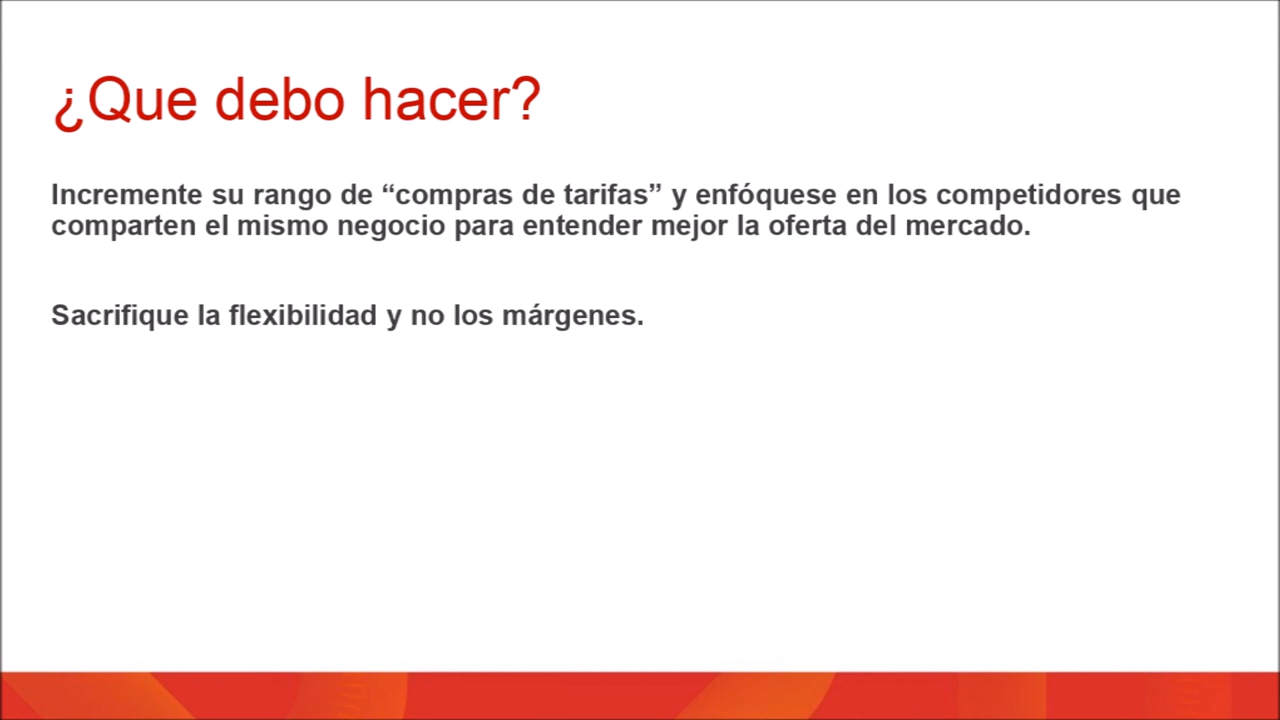 ¿Que debo hacer?
Incremente su rango de “compras de tarifas” y enfóquese en los competidores que
comparten el mismo negocio para entender mejor la oferta del mercado.
Sacrifique la flexibilidad y no los márgenes.